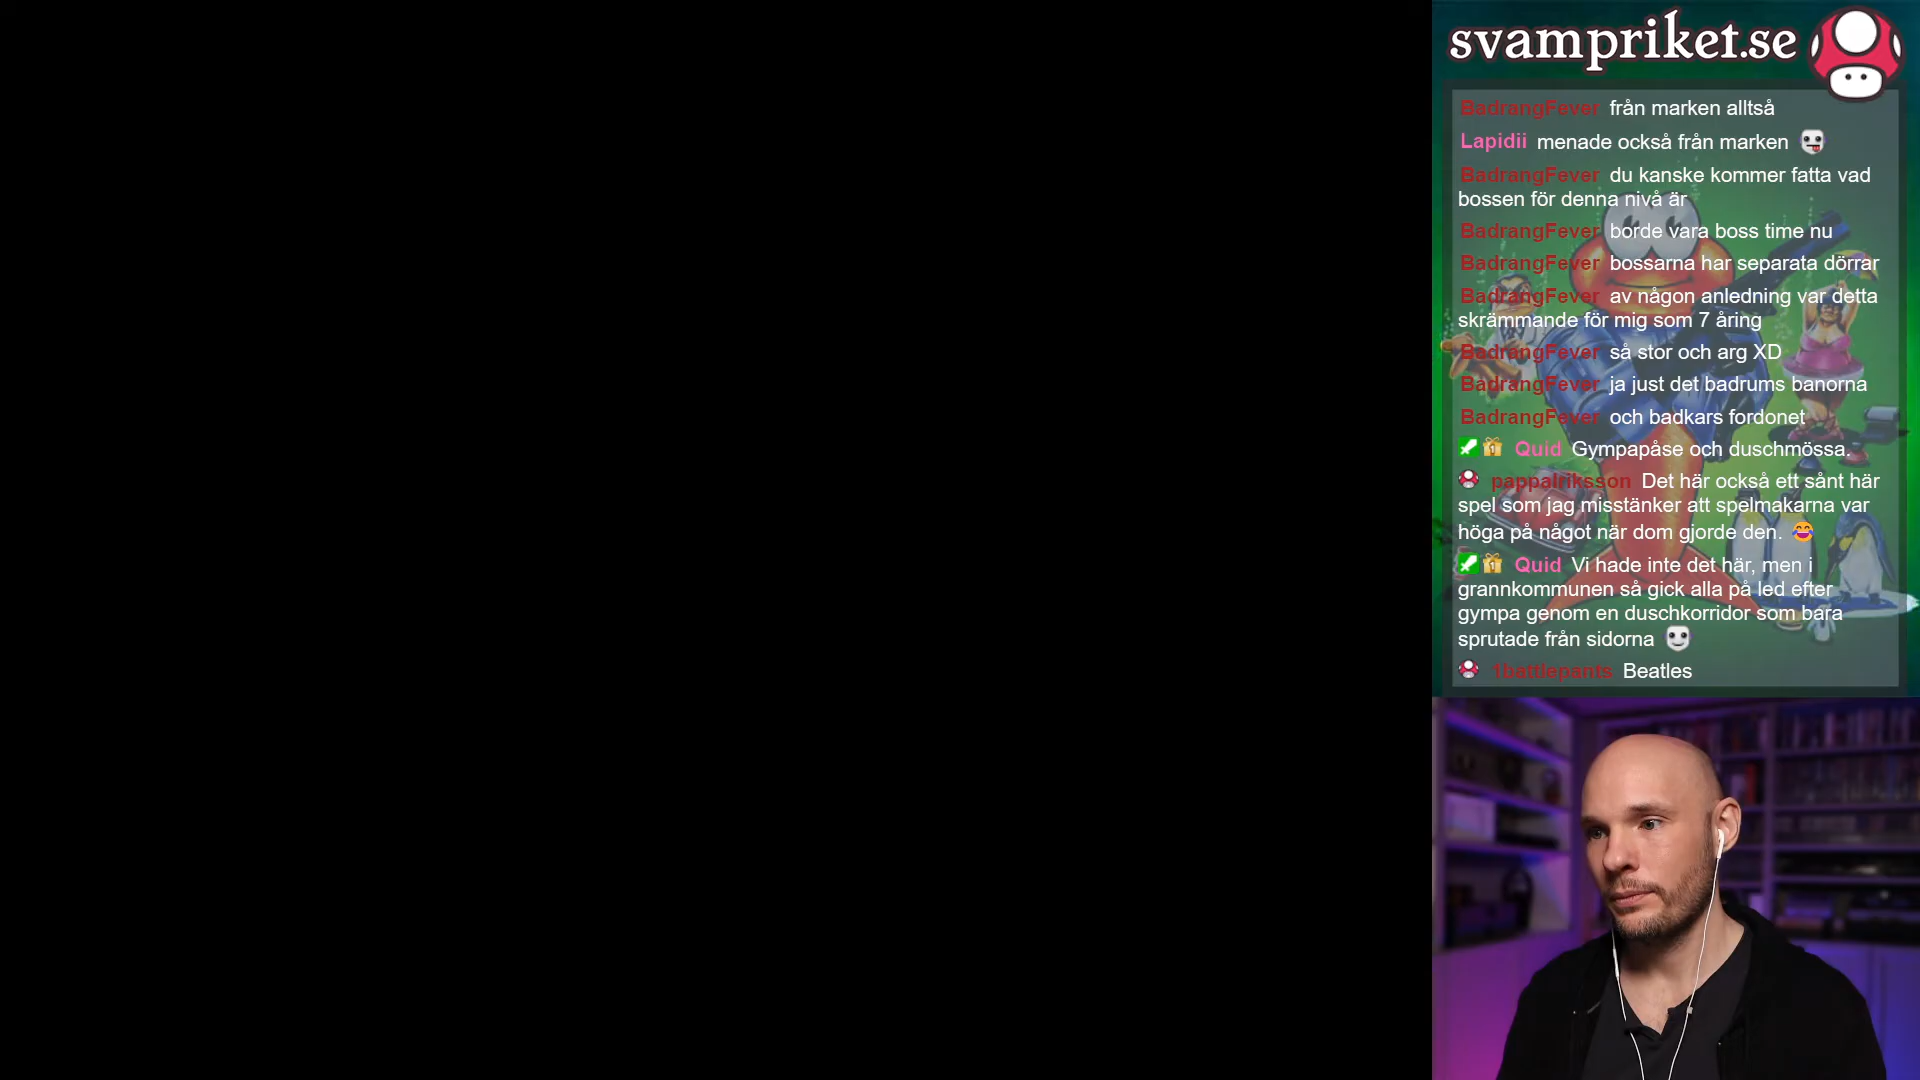 svampriket.se
BadrangFever från marken alltså
Lapidii menade också från marken
BadrangFever du kanske kommer fatta vad
bossen för denna nivå är
BadrangFever borde vara boss time nu
BadrangFever bossarna har separata dörrar
BadrangFever av någon anledning var detta
skrämmande för mig som 7 åring
BadrangFever så stor och arg XD
BadrangFever ja just det badrums banorna
BadrangFever och badkars fordonet
Quid Gympapåse och duschmössa.
pappalriksson Det här också ett sånt här
spel som jag misstänker att spelmakarna var
höga på något när dom gjorde den.
Quid Vi hade inte det här, men i
grannkommunen så gick alla på led efter
gympa genom en duschkorridor som bara
sprutade från sidorna
1battlepants Beatles